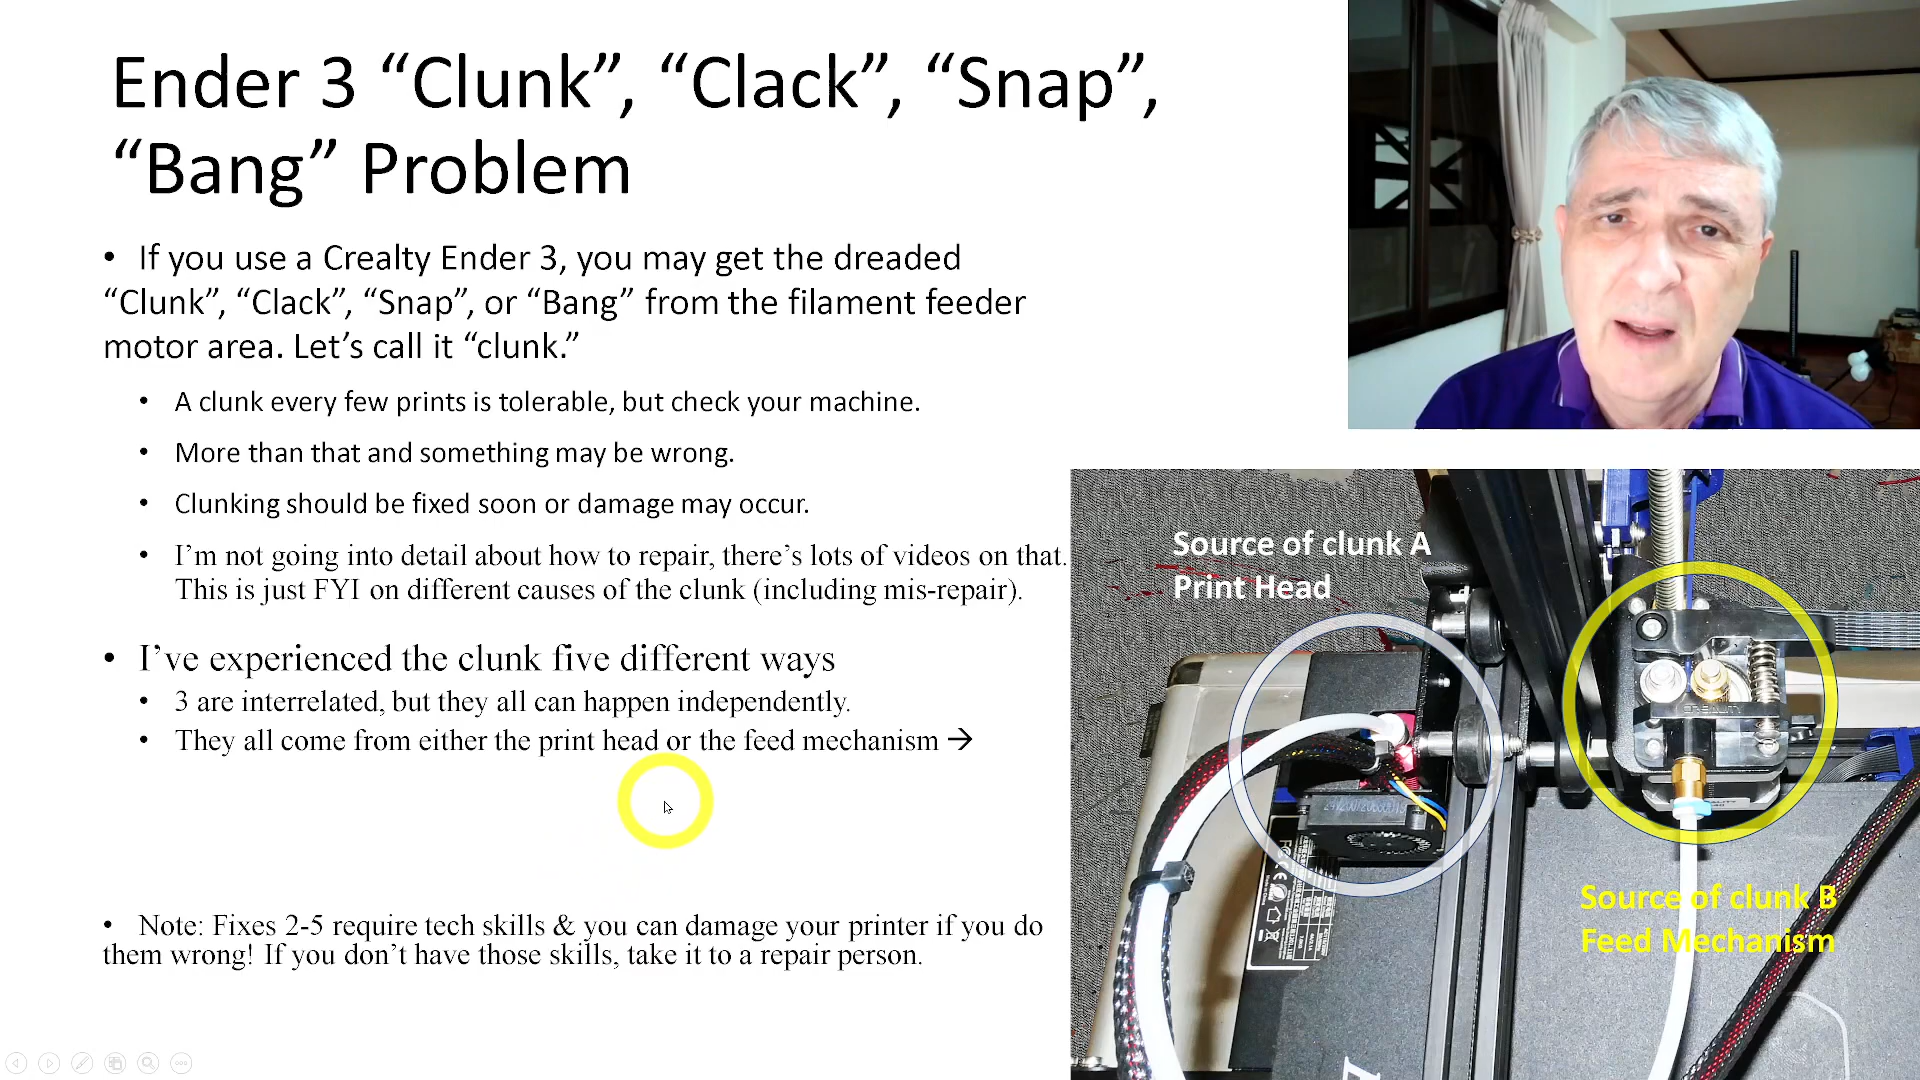 Ender 3 “Clunk”, “Clack”, “Snap”,
“Bang” Problem
• If you use a Crealty Ender 3, you may get the dreaded
“Clunk”, “Clack”, “Snap”, or “Bang” from the filament feeder
motor area. Let’s call it “clunk.”
• A clunk every few prints is tolerable, but check your machine.
• More than that and something may be wrong.
• Clunking should be fixed soon or damage may occur.
• I’m not going into detail about how to repair, there’s lots of videos on that.
This is just FYI on different causes of the clunk (including mis-repair).
• I’ve experienced the clunk five different ways
• 3 are interrelated, but they all can happen independently.
• They all come from either the print head or the feed mechanism →
• Note: Fixes 2-5 require tech skills & you can damage your printer if you do
them wrong! If you don’t have those skills, take it to a repair person.
Source of clunk A
Print Head
Source of clunk B
Feed Mechanism